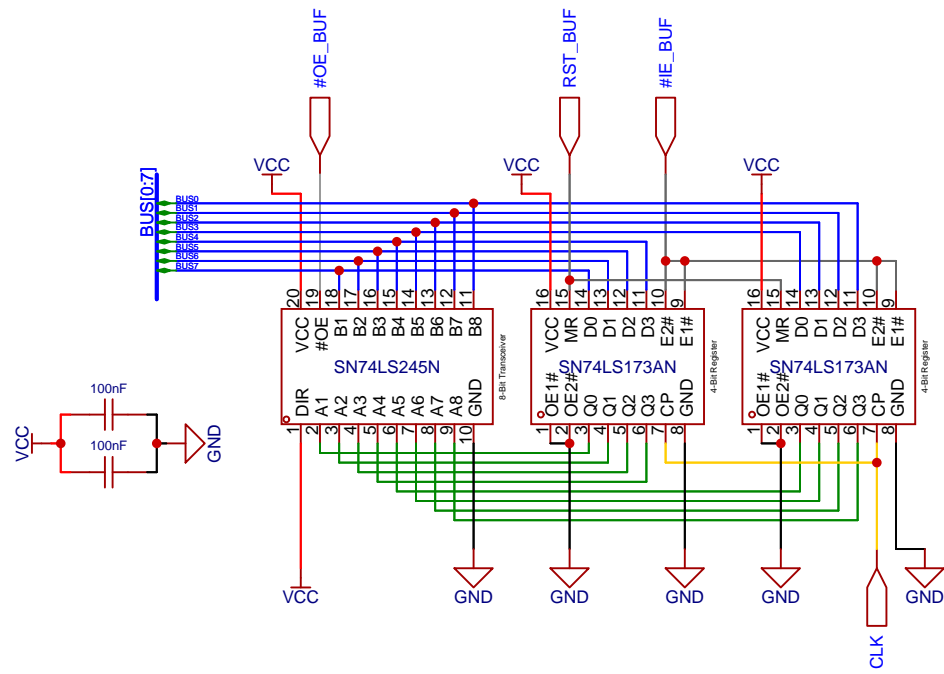 #OE_BUF
RST_BUF
#IE_BUF
VCC
VCC
VCC
BUS[0:7]
BUS0
BUS1
BUS2
BUS3
BUS4
BUS5
BUS6
BUS7
20 19 18 17 16 15 14 13 12 11
VCC #OE B1 B2 B3 B4 B5 B6 B7 B8
SN74LS245N
8-Bit Transceiver
DIR A1 A2 A3 A4 A5 A6 A7 A8 GND
1 2 3 4 5 6 7 8 9 10
16 15 14 13 12 11 10 9
VCC MR D0 D1 D2 D3 E2# E1#
SN74LS173AN
4-Bit Register
OE1# OE2# Q0 Q1 Q2 Q3 CP GND
1 2 3 4 5 6 7 8
16 15 14 13 12 11 10 9
VCC MR D0 D1 D2 D3 E2# E1#
SN74LS173AN
4-Bit Register
OE1# OE2# Q0 Q1 Q2 Q3 CP GND
1 2 3 4 5 6 7 8
100nF
VCC
100nF
GND
VCC
GND
GND
GND
GND
GND
CLK